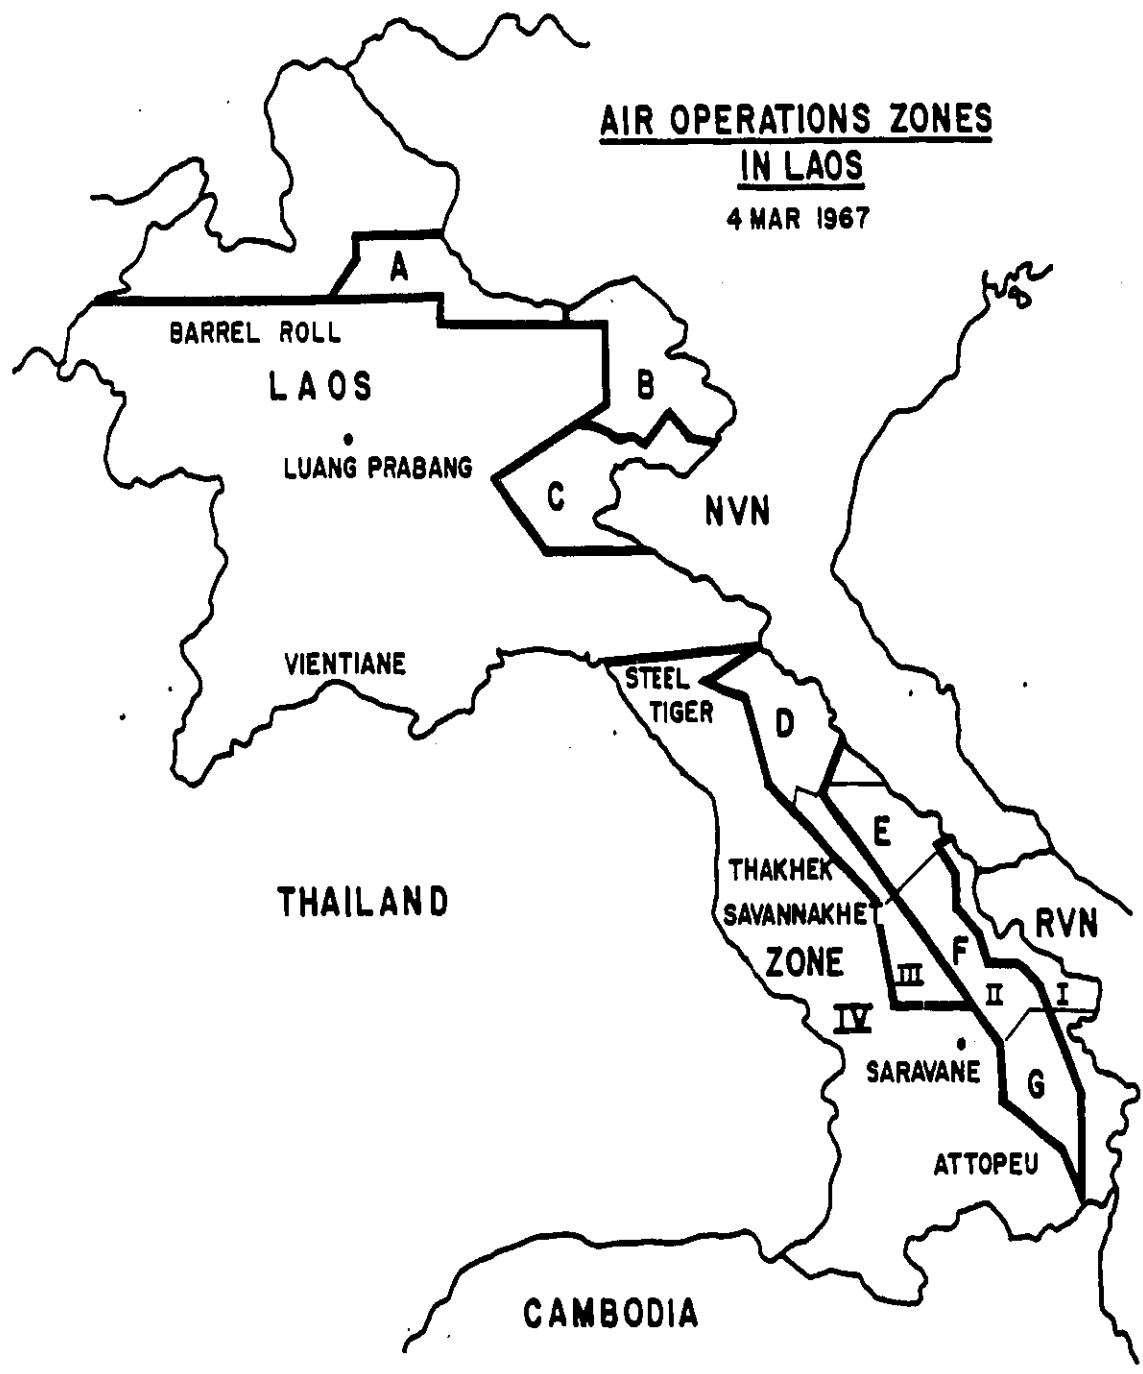 AIR OPERATIONS ZONES
IN LAOS
4 MAR 1967
A
BARREL ROLL
LAOS
B
LUANG PRABANG
C
NVN
VIENTIANE
STEEL
TIGER
D
E
THAKHEK
THAILAND
SAVANNAKHET
RVN
ZONE
F
III
II
I
IV
SARAVANE
G
ATTOPEU
CAMBODIA